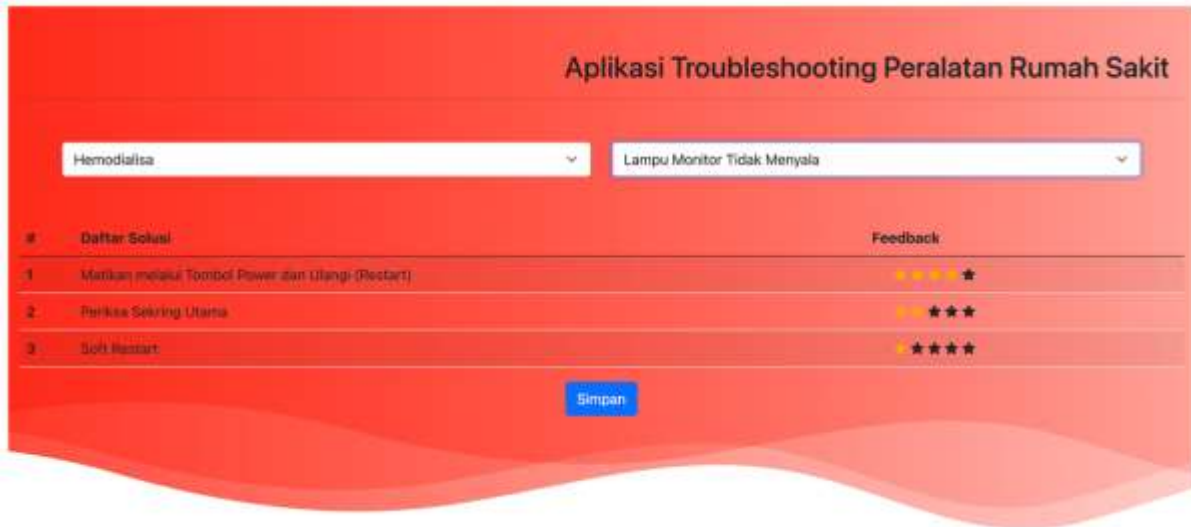 Aplikasi Troubleshooting Peralatan Rumah Sakit
Hemodialisa
Lampu Monitor Tidak Menyala
# Daftar Solusi Feedback
1 Matikan melalui Tombol Power dan Ulangi (Restart)
2 Periksa Sekring Utama
3 Soft Restart
Simpan